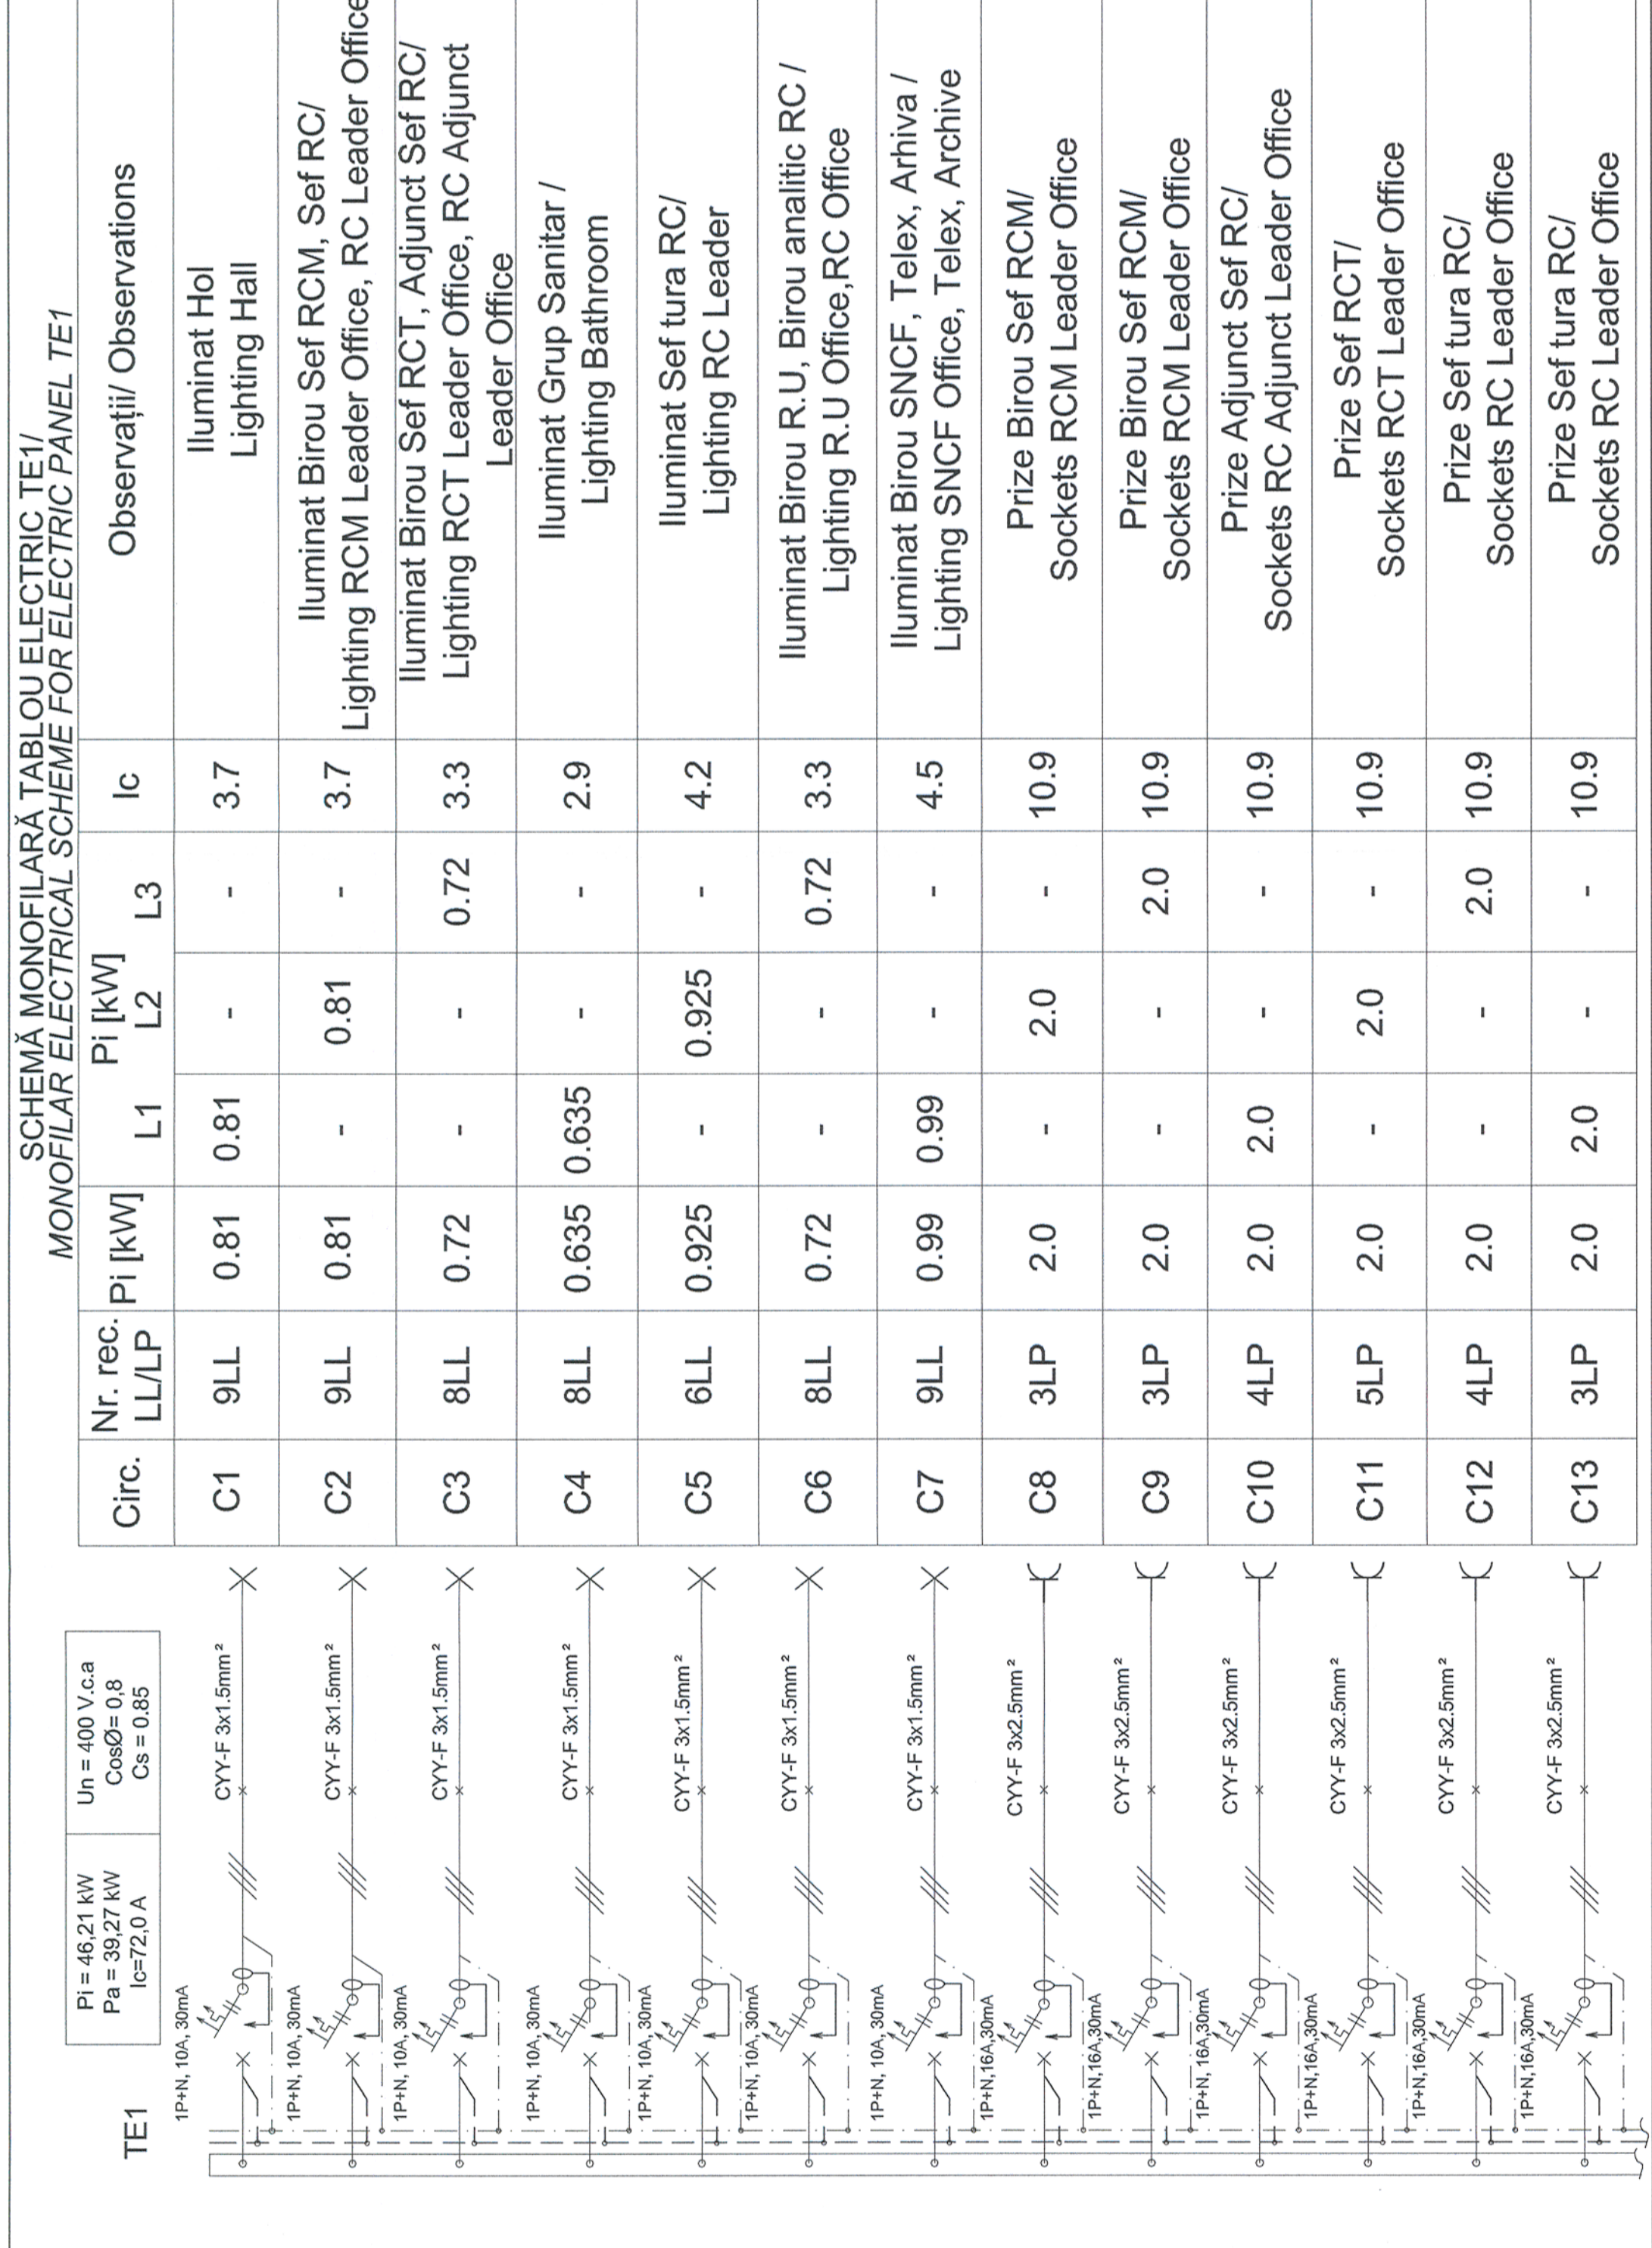 SCHEMĂ MONOFILARĂ TABLOU ELECTRIC TE1/
MONOFILAR ELECTRICAL SCHEME FOR ELECTRIC PANEL TE1
TE1
Pi = 46,21 kW
Pa = 39,27 kW
Ic=72,0 A
Un = 400 V.c.a
CosØ= 0,8
Cs = 0.85
Circ. Nr. rec. LL/LP Pi [kW] Pi [kW] L1 L2 L3 Ic Observații/ Observations
1P+N, 10A, 30mA CYY-F 3x1.5mm² C1 9LL 0.81 0.81 - - 3.7 Iluminat Hol
Lighting Hall
1P+N, 10A, 30mA CYY-F 3x1.5mm² C2 9LL 0.81 - 0.81 - 3.7 Iluminat Birou Sef RCM, Sef RC/
Lighting RCM Leader Office, RC Leader Office
1P+N, 10A, 30mA CYY-F 3x1.5mm² C3 8LL 0.72 - - 0.72 3.3 Iluminat Birou Sef RCT, Adjunct Sef RC/
Lighting RCT Leader Office, RC Adjunct
Leader Office
1P+N, 10A, 30mA CYY-F 3x1.5mm² C4 8LL 0.635 0.635 - - 2.9 Iluminat Grup Sanitar /
Lighting Bathroom
1P+N, 10A, 30mA CYY-F 3x1.5mm² C5 6LL 0.925 - 0.925 - 4.2 Iluminat Sef tura RC/
Lighting RC Leader
1P+N, 10A, 30mA CYY-F 3x1.5mm² C6 8LL 0.72 - - 0.72 3.3 Iluminat Birou R.U, Birou analitic RC /
Lighting R.U Office,RC Office
1P+N, 10A, 30mA CYY-F 3x1.5mm² C7 9LL 0.99 0.99 - - 4.5 Iluminat Birou SNCF, Telex, Arhiva /
Lighting SNCF Office, Telex, Archive
1P+N,16A,30mA CYY-F 3x2.5mm² C8 3LP 2.0 - 2.0 - 10.9 Prize Birou Sef RCM/
Sockets RCM Leader Office
1P+N,16A,30mA CYY-F 3x2.5mm² C9 3LP 2.0 - - 2.0 10.9 Prize Birou Sef RCM/
Sockets RCM Leader Office
1P+N,16A,30mA CYY-F 3x2.5mm² C10 4LP 2.0 2.0 - - 10.9 Prize Adjunct Sef RC/
Sockets RC Adjunct Leader Office
1P+N,16A,30mA CYY-F 3x2.5mm² C11 5LP 2.0 - 2.0 - 10.9 Prize Sef RCT/
Sockets RCT Leader Office
1P+N,16A,30mA CYY-F 3x2.5mm² C12 4LP 2.0 - - 2.0 10.9 Prize Sef tura RC/
Sockets RC Leader Office
1P+N,16A,30mA CYY-F 3x2.5mm² C13 3LP 2.0 2.0 - - 10.9 Prize Sef tura RC/
Sockets RC Leader Office